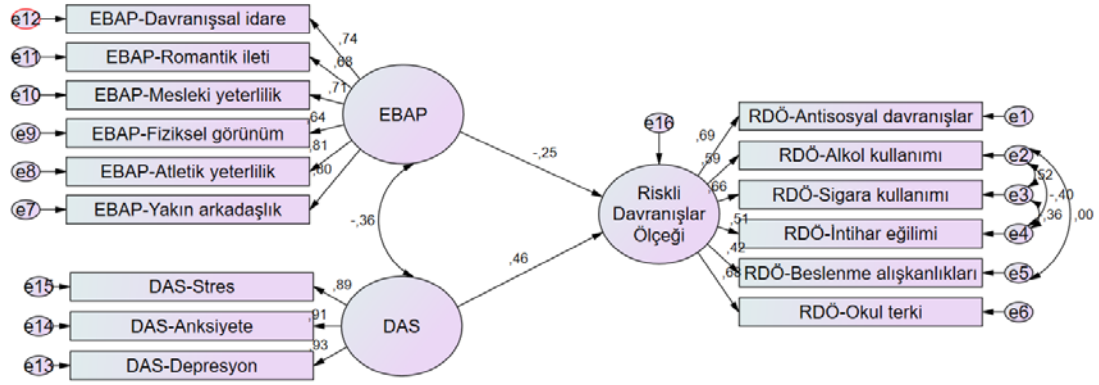 e12
EBAP-Davranışsal idare
e11
EBAP-Romantik ileti
e10
EBAP-Mesleki yeterlilik
e9
EBAP-Fiziksel görünüm
e8
EBAP-Atletik yeterlilik
e7
EBAP-Yakın arkadaşlık
,74
,68
,71
,64
,81
,80
EBAP
-,36
-,25
e15
DAS-Stres
e14
DAS-Anksiyete
e13
DAS-Depresyon
,89
,91
,93
DAS
,46
e16
Riskli
Davranışlar
Ölçeği
,69
,59
,66
,51
,42
,68
RDÖ-Antisosyal davranışlar
e1
RDÖ-Alkol kullanımı
e2
RDÖ-Sigara kullanımı
e3
RDÖ-İntihar eğilimi
e4
RDÖ-Beslenme alışkanlıkları
e5
RDÖ-Okul terki
e6
,52
-,40
,36
,00